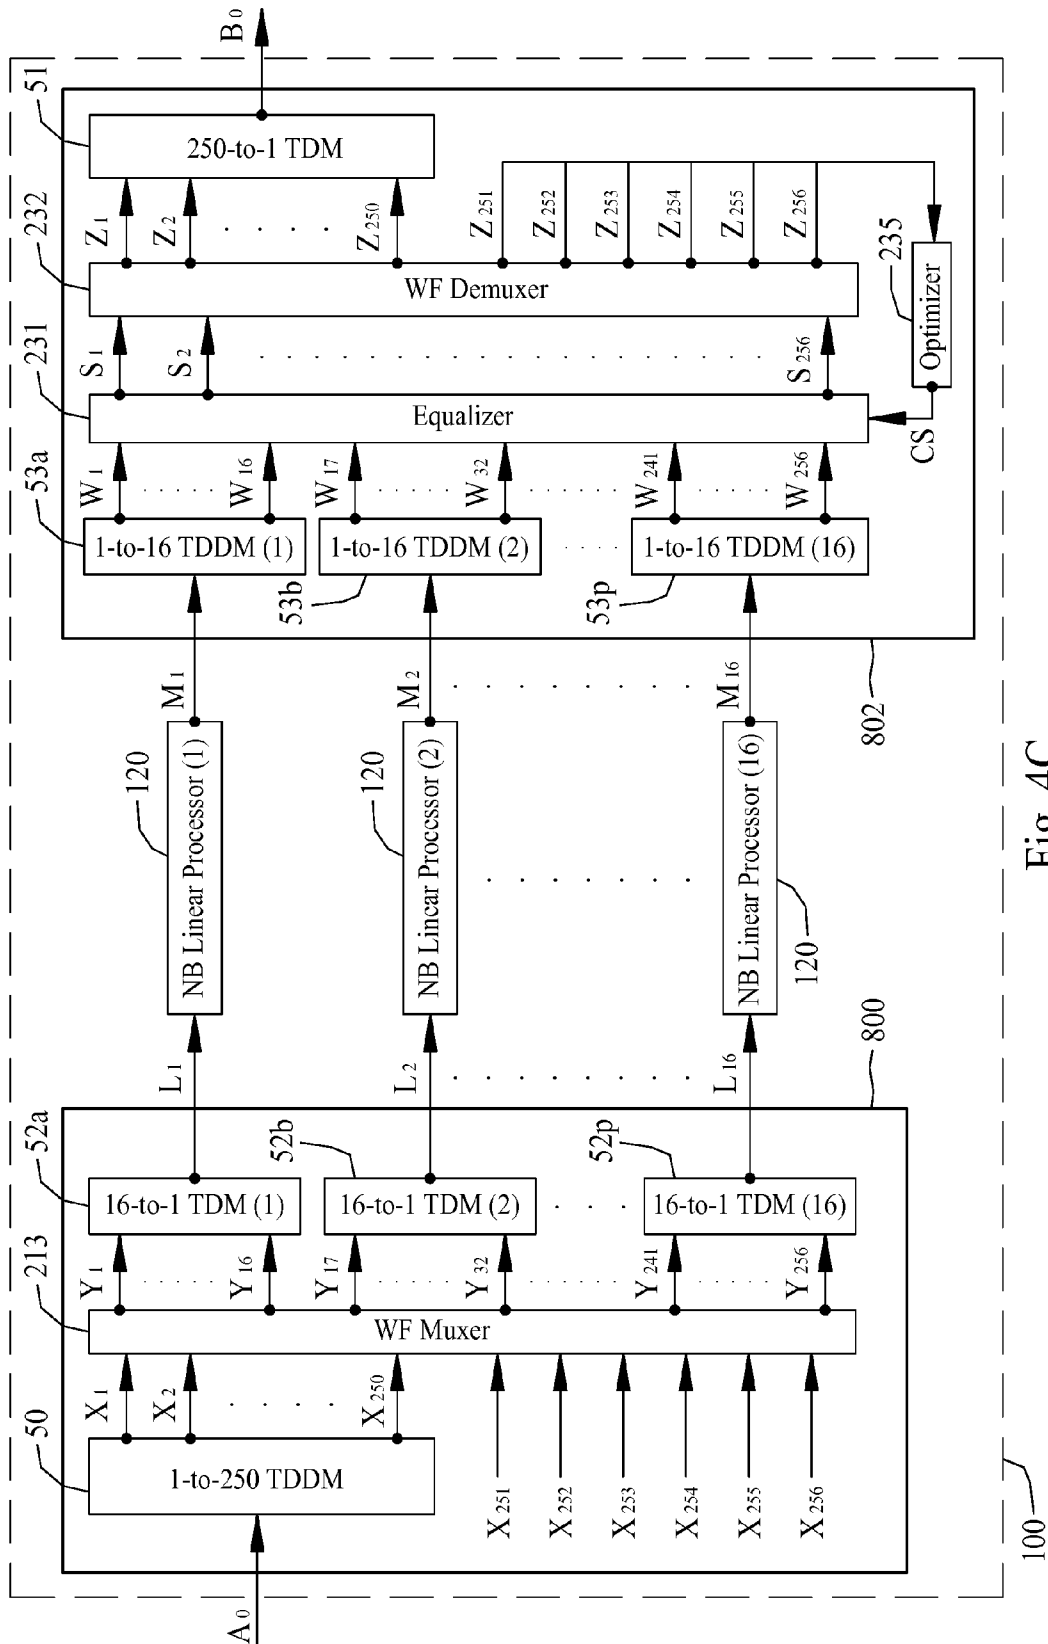 A0
50
1-to-250 TDDM
X1
X2
X250
X251
X252
X253
X254
X255
X256
213
WF Muxer
Y1
Y16
Y17
Y32
Y241
Y256
52a
16-to-1 TDM (1)
52b
16-to-1 TDM (2)
52p
16-to-1 TDM (16)
800
L1
L2
L16
120
NB Linear Processor (1)
120
NB Linear Processor (2)
120
NB Linear Processor (16)
M1
M2
M16
802
53a
1-to-16 TDDM (1)
53b
1-to-16 TDDM (2)
53p
1-to-16 TDDM (16)
W1
W16
W17
W32
W241
W256
231
Equalizer
CS
S1
S2
S256
232
WF Demuxer
235
Optimizer
Z1
Z2
Z250
Z251
Z252
Z253
Z254
Z255
Z256
51
250-to-1 TDM
B0
100
Fig. 4C